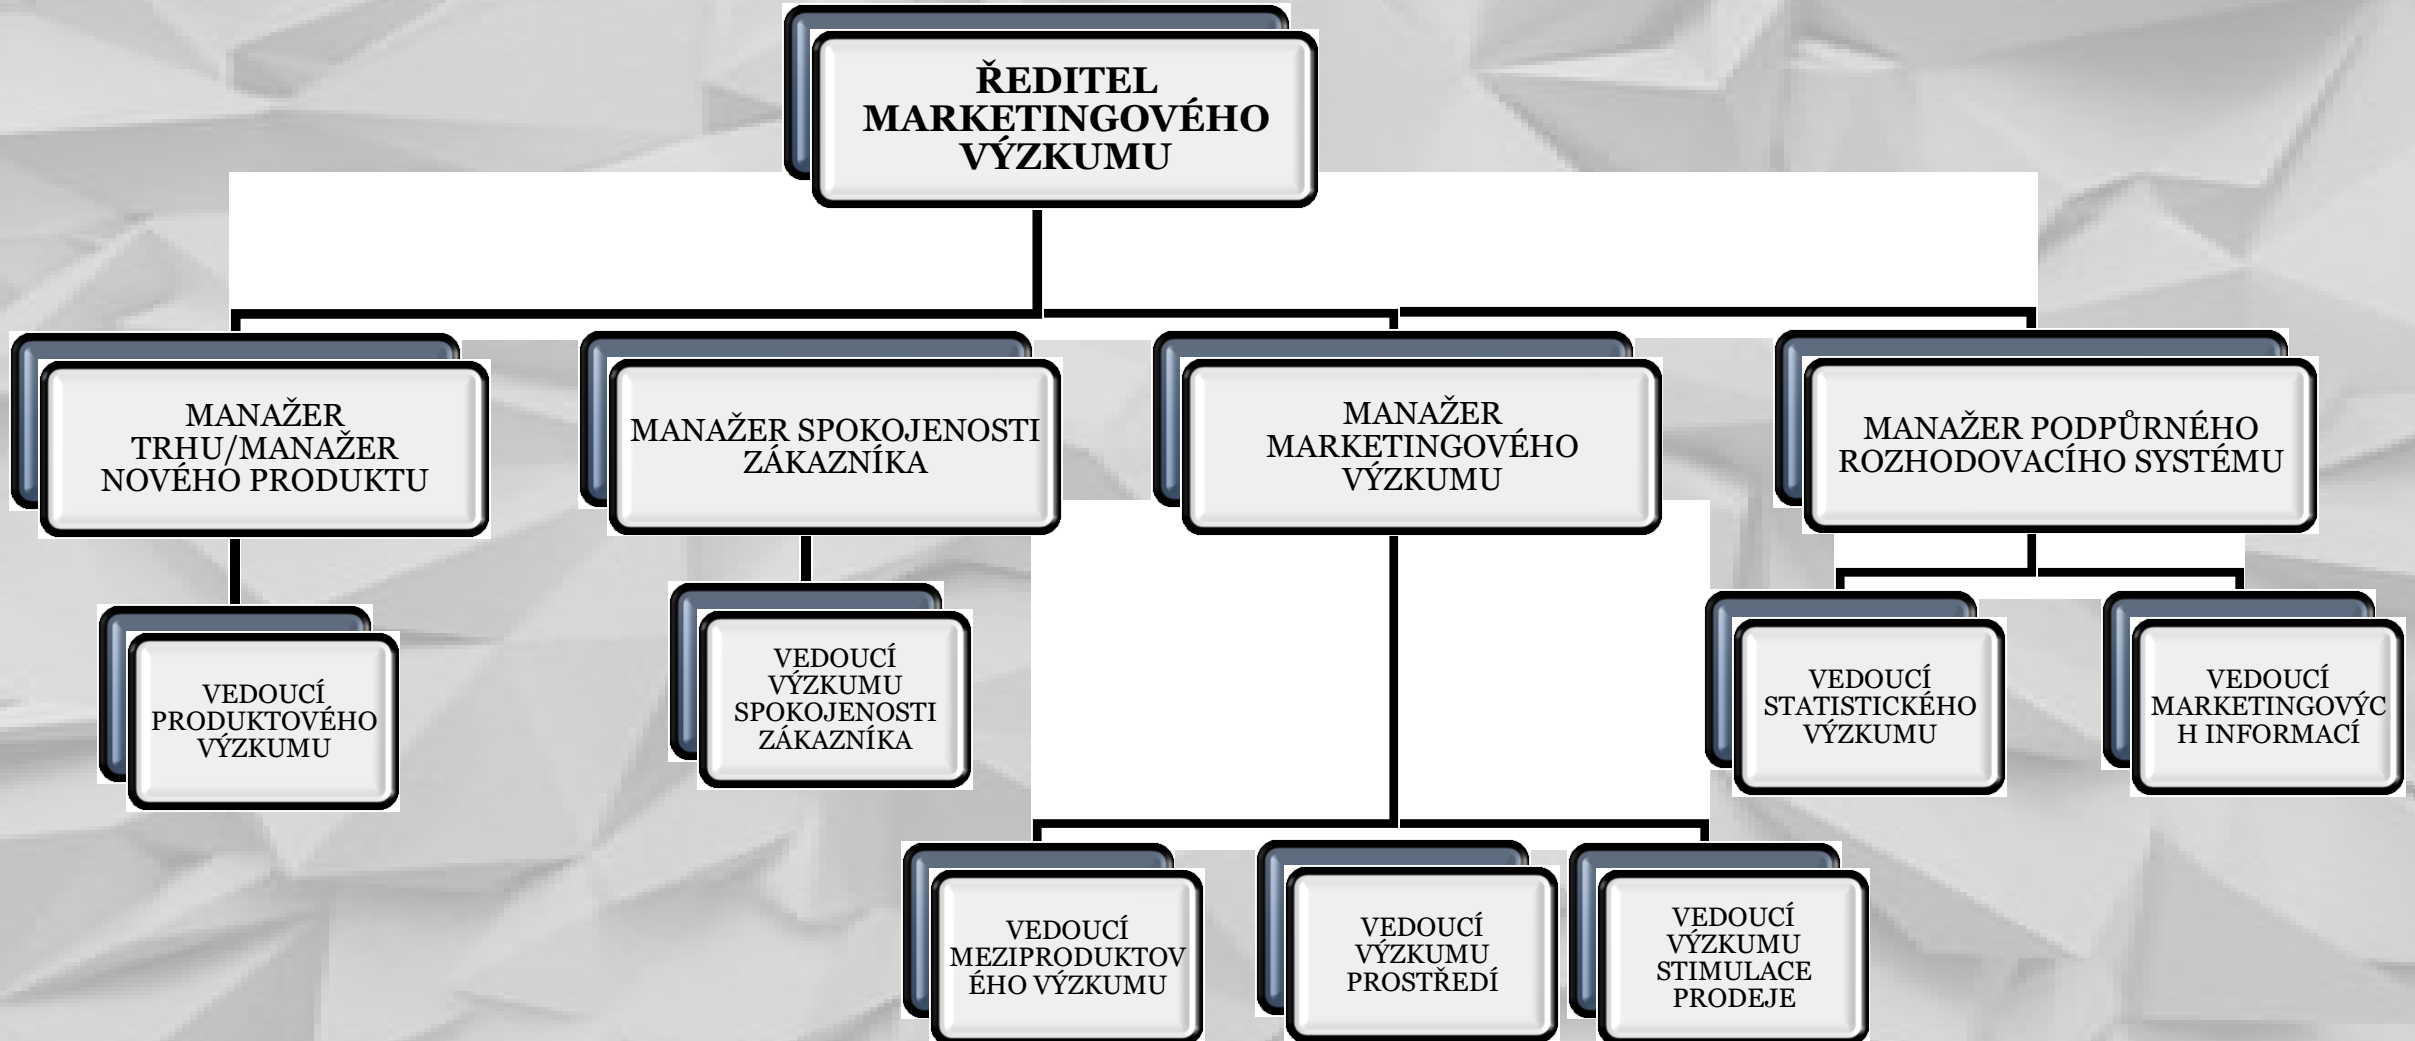 ŘEDITEL
MARKETINGOVÉHO
VÝZKUMU
MANAŽER
TRHU/MANAŽER
NOVÉHO PRODUKTU
MANAŽER SPOKOJENOSTI
ZÁKAZNÍKA
MANAŽER
MARKETINGOVÉHO
VÝZKUMU
MANAŽER PODPŮRNÉHO
ROZHODOVACÍHO SYSTÉMU
VEDOUCÍ
PRODUKTOVÉHO
VÝZKUMU
VEDOUCÍ
VÝZKUMU
SPOKOJENOSTI
ZÁKAZNÍKA
VEDOUCÍ
STATISTICKÉHO
VÝZKUMU
VEDOUCÍ
MARKETINGOVÝC
H INFORMACÍ
VEDOUCÍ
MEZIPRODUKTOV
ÉHO VÝZKUMU
VEDOUCÍ
VÝZKUMU
PROSTŘEDÍ
VEDOUCÍ
VÝZKUMU
STIMULACE
PRODEJE